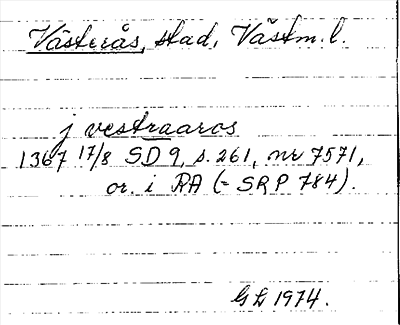 Västerås, stad, Västm. l.
j vestraaros
1367 17/8 SD 9, s. 261, nr 7571,
or. i RA (= SRP 784).
GL 1974.